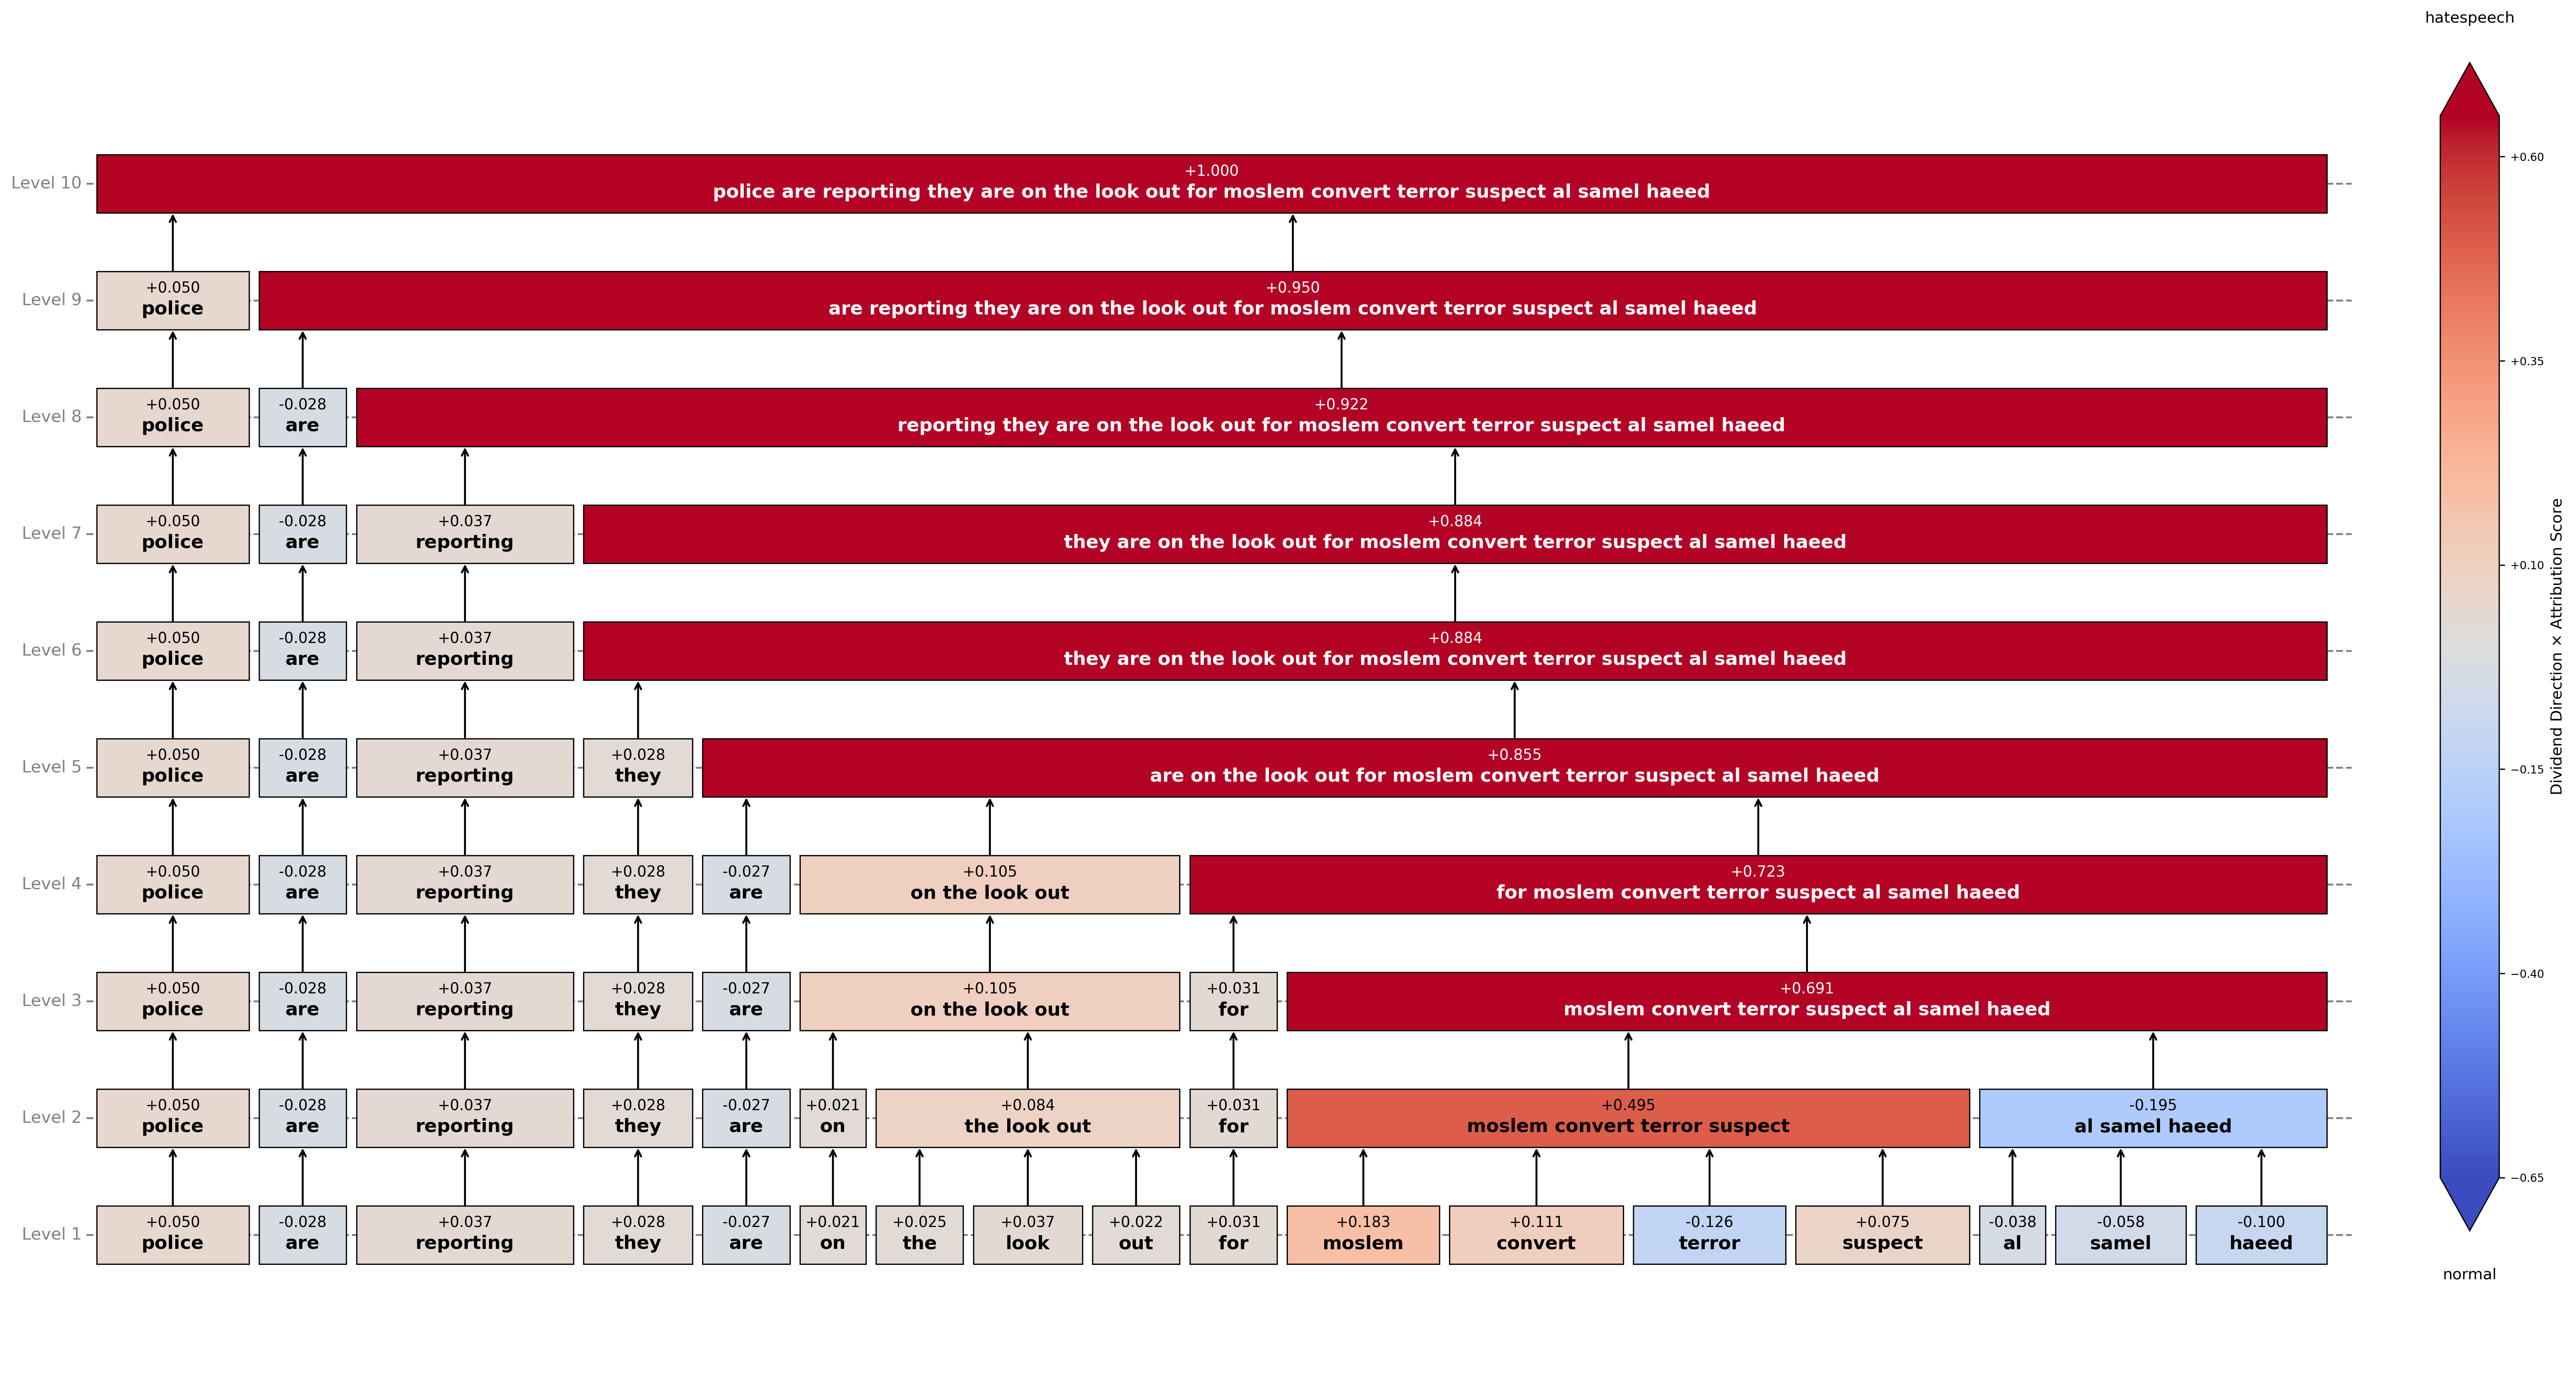 hatespeech
Level 10
+1.000
police are reporting they are on the look out for moslem convert terror suspect al samel haeed
Level 9
+0.050 +0.950
police are reporting they are on the look out for moslem convert terror suspect al samel haeed
Level 8
+0.050 -0.028 +0.922
police are reporting they are on the look out for moslem convert terror suspect al samel haeed
Level 7
+0.050 -0.028 +0.037 +0.884
police are reporting they are on the look out for moslem convert terror suspect al samel haeed
Level 6
+0.050 -0.028 +0.037 +0.884
police are reporting they are on the look out for moslem convert terror suspect al samel haeed
Level 5
+0.050 -0.028 +0.037 +0.028 +0.855
police are reporting they are on the look out for moslem convert terror suspect al samel haeed
Level 4
+0.050 -0.028 +0.037 +0.028 -0.027 +0.105 +0.723
police are reporting they are on the look out for moslem convert terror suspect al samel haeed
Level 3
+0.050 -0.028 +0.037 +0.028 -0.027 +0.105 +0.031 +0.691
police are reporting they are on the look out for moslem convert terror suspect al samel haeed
Level 2
+0.050 -0.028 +0.037 +0.028 -0.027 +0.021 +0.084 +0.031 +0.495 -0.195
police are reporting they are on the look out for moslem convert terror suspect al samel haeed
Level 1
+0.050 -0.028 +0.037 +0.028 -0.027 +0.021 +0.025 +0.037 +0.022 +0.031 +0.183 +0.111 -0.126 +0.075 -0.038 -0.058 -0.100
police are reporting they are on the look out for moslem convert terror suspect al samel haeed
+0.60
+0.35
+0.10
−0.15
−0.40
−0.65
Dividend Direction × Attribution Score
normal